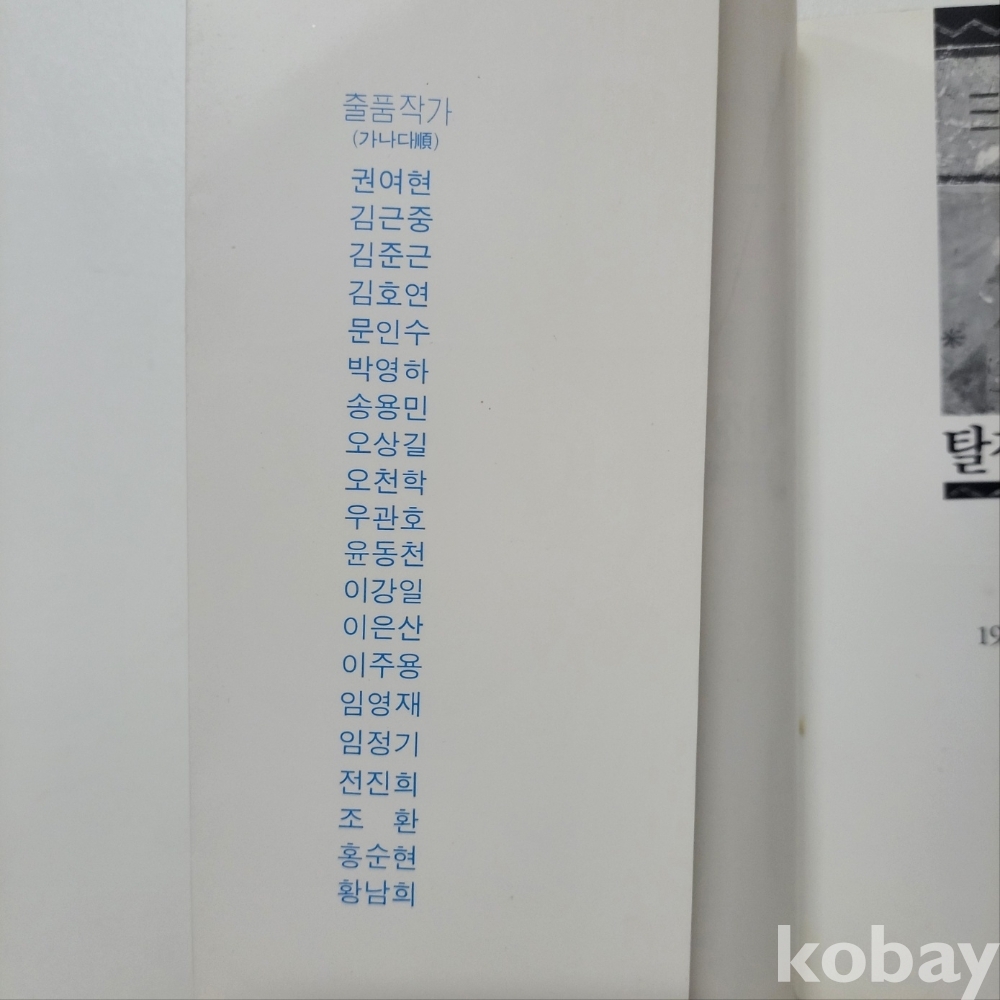 출품작가
(가나다順)
권여현
김근중
김준근
김호연
문인수
박영하
송용민
오상길
오천학
우관호
윤동천
이강일
이은산
이주용
임영재
임정기
전진희
조 환
홍순현
황남희
三
탈
19
kobay